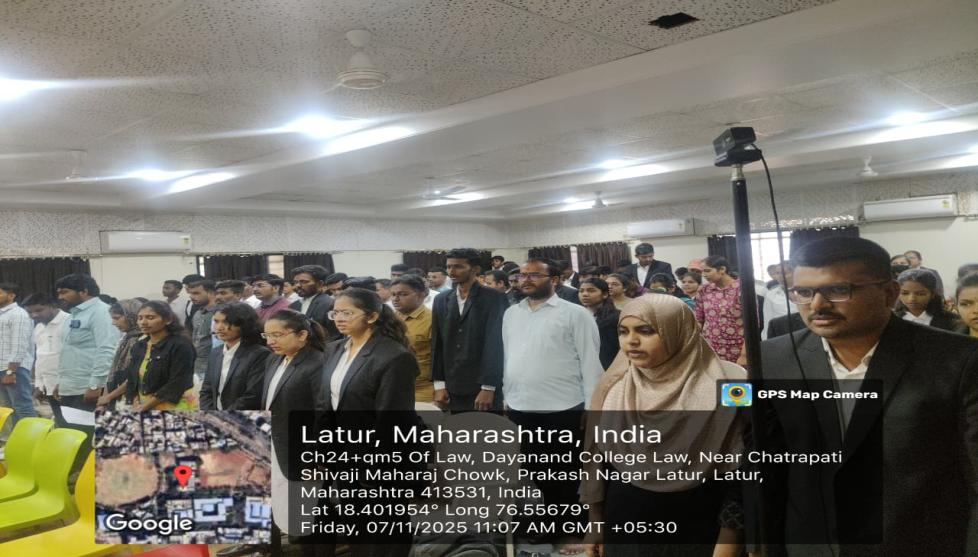 GPS Map Camera
Latur, Maharashtra, India
Ch24+qm5 Of Law, Dayanand College Law, Near Chatrapati
Shivaji Maharaj Chowk, Prakash Nagar Latur, Latur,
Maharashtra 413531, India
Lat 18.401954° Long 76.55679°
Friday, 07/11/2025 11:07 AM GMT +05:30
Google